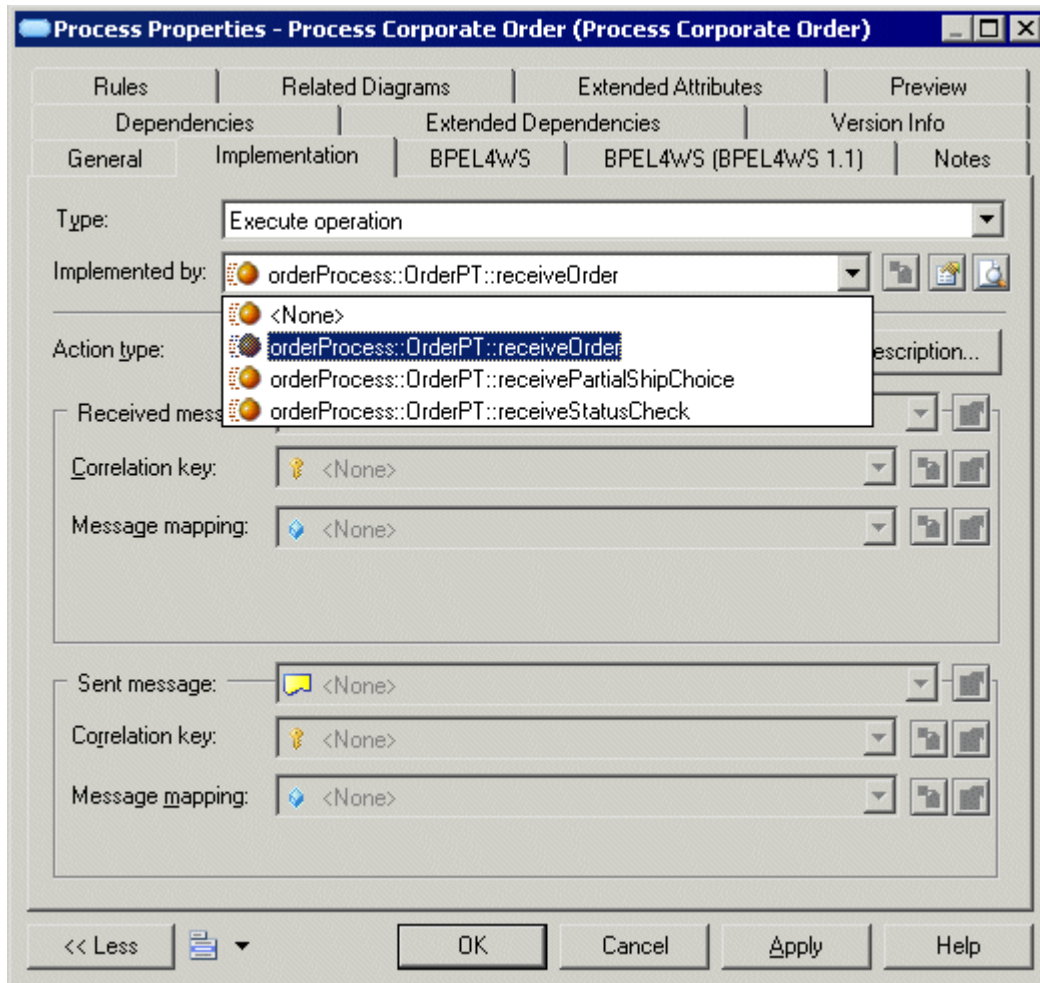 Process Properties - Process Corporate Order (Process Corporate Order)
Rules Related Diagrams Extended Attributes Preview
Dependencies Extended Dependencies Version Info
General Implementation BPEL4WS BPEL4WS (BPEL4WS 1.1) Notes
Type: Execute operation
Implemented by: orderProcess::OrderPT::receiveOrder
<None>
Action type: orderProcess::OrderPT::receiveOrder escription...
orderProcess::OrderPT::receivePartialShipChoice
Received mess orderProcess::OrderPT::receiveStatusCheck
Correlation key: <None>
Message mapping: <None>
Sent message: <None>
Correlation key: <None>
Message mapping: <None>
<< Less OK Cancel Apply Help